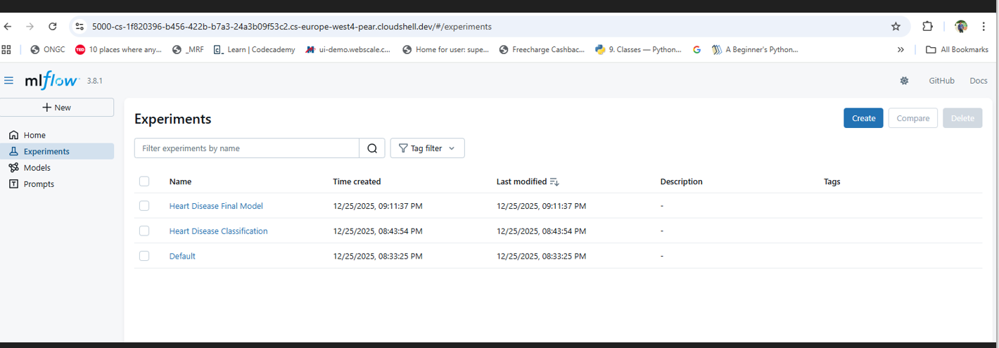 5000-cs-1f820396-b456-422b-b7a3-24a3b09f53c2.cs-europe-west4-pear.cloudshell.dev/#/experiments
ONGC TED 10 places where any... _MRF Learn | Codecademy ui-demo.webscale.c... Home for user: supe... Freecharge Cashbac... 9. Classes — Python... A Beginner's Python... » All Bookmarks
mlflow 3.8.1 GitHub Docs
+ New
Home
Experiments
Models
Prompts
Experiments Create Compare Delete
Filter experiments by name Tag filter
Name Time created Last modified Description Tags
Heart Disease Final Model 12/25/2025, 09:11:37 PM 12/25/2025, 09:11:37 PM -
Heart Disease Classification 12/25/2025, 08:43:54 PM 12/25/2025, 08:43:54 PM -
Default 12/25/2025, 08:33:25 PM 12/25/2025, 08:33:25 PM -